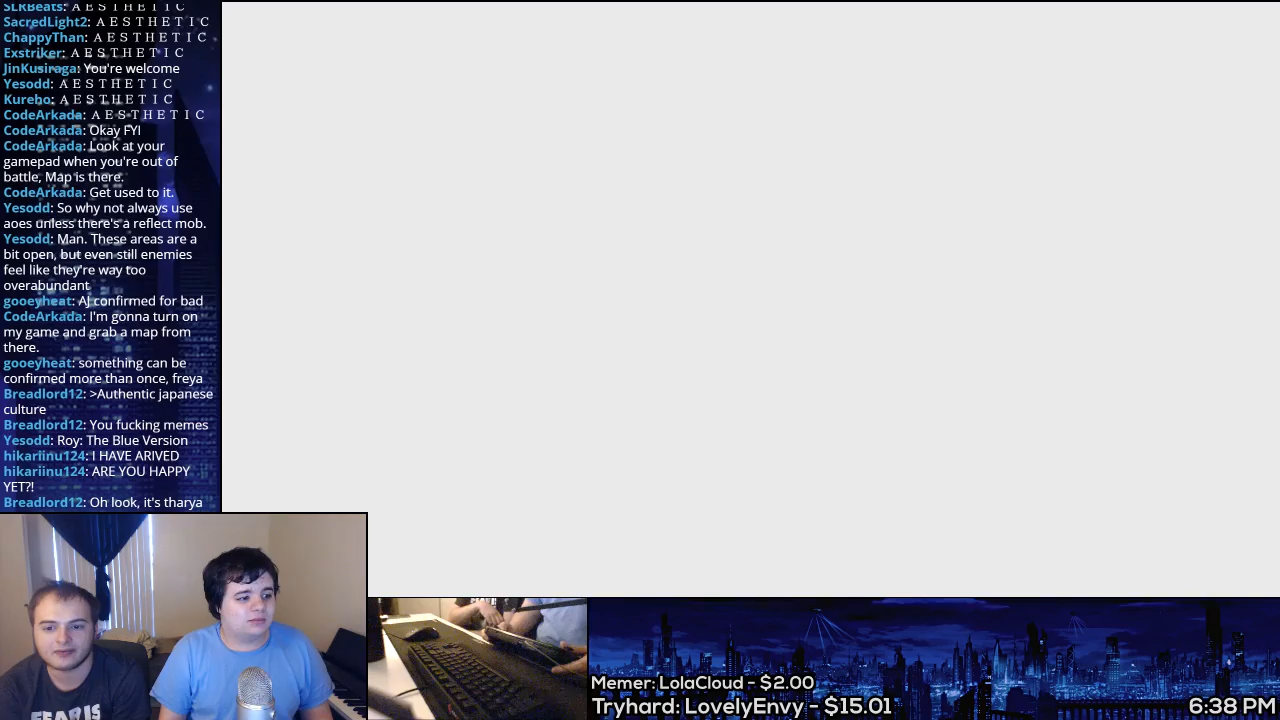 SLRBeats: A E S T H E T I C
SacredLight2: A E S T H E T I C
ChappyThan: A E S T H E T I C
Exstriker: A E S T H E T I C
JinKusiraga: You're welcome
Yesodd: A E S T H E T I C
Kureho: A E S T H E T I C
CodeArkada: A E S T H E T I C
CodeArkada: Okay FYI
CodeArkada: Look at your
gamepad when you're out of
battle, Map is there.
CodeArkada: Get used to it.
Yesodd: So why not always use
aoes unless there's a reflect mob.
Yesodd: Man. These areas are a
bit open, but even still enemies
feel like they're way too
overabundant
gooeyheat: AJ confirmed for bad
CodeArkada: I'm gonna turn on
my game and grab a map from
there.
gooeyheat: something can be
confirmed more than once, freya
Breadlord12: >Authentic japanese
culture
Breadlord12: You fucking memes
Yesodd: Roy: The Blue Version
hikariinu124: I HAVE ARIVED
hikariinu124: ARE YOU HAPPY
YET?!
Breadlord12: Oh look, it's tharya
Memer: LolaCloud - $2.00
Tryhard: LovelyEnvy - $15.01
6:38 PM